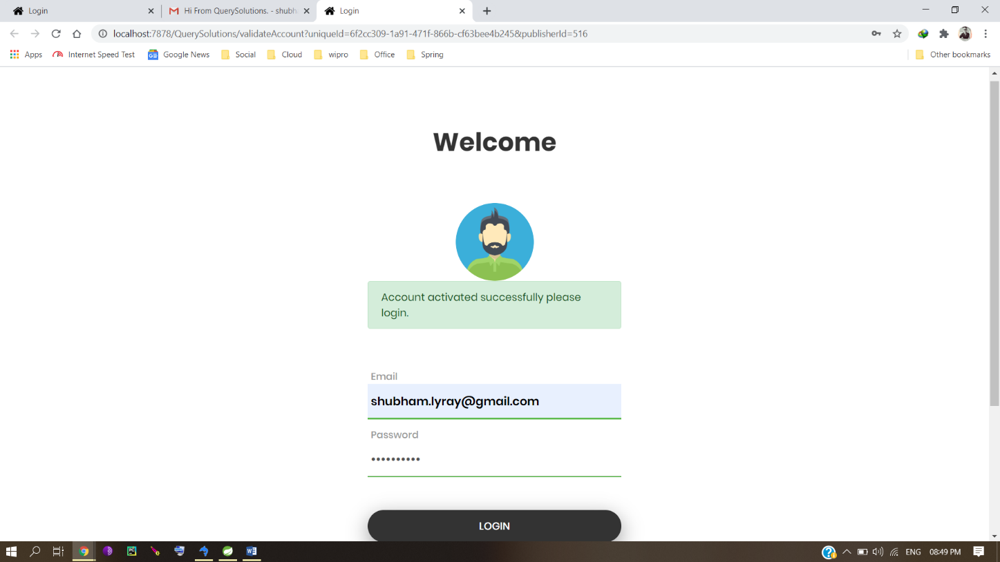 Login
Hi From QuerySolutions. - shubh
Login
localhost:7878/QuerySolutions/validateAccount?uniqueId=6f2cc309-1a91-471f-866b-cf63bee4b245&publisherId=516
Apps
Internet Speed Test
GE
Google News
Social
Cloud
wipro
Office
Spring
Other bookmarks
Welcome
Account activated successfully please
login.
Email
shubham.lyray@gmail.com
Password
••••••••••
LOGIN
PC
W
ENG
08:49 PM